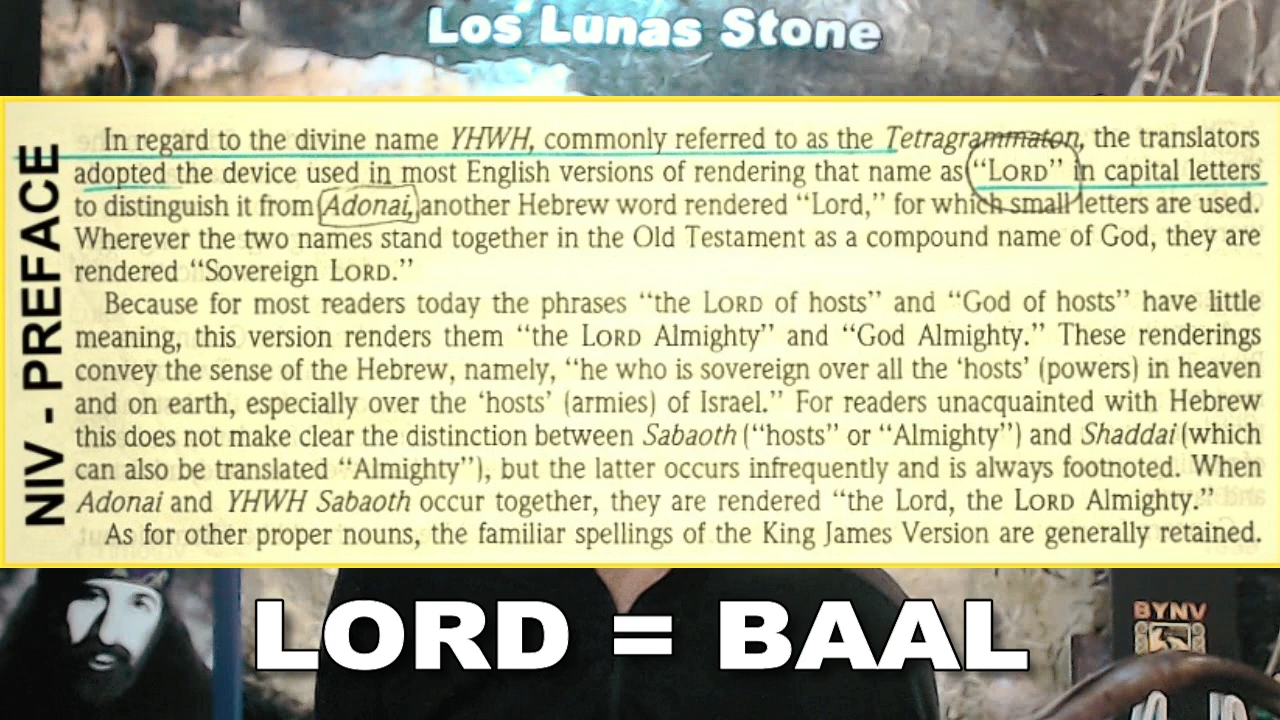 Los Lunas Stone
NIV - PREFACE
In regard to the divine name YHWH, commonly referred to as the Tetragrammaton, the translators
adopted the device used in most English versions of rendering that name as “LORD” in capital letters
to distinguish it from Adonai, another Hebrew word rendered “Lord,” for which small letters are used.
Wherever the two names stand together in the Old Testament as a compound name of God, they are
rendered “Sovereign LORD.”
Because for most readers today the phrases “the LORD of hosts” and “God of hosts” have little
meaning, this version renders them “the LORD Almighty” and “God Almighty.” These renderings
convey the sense of the Hebrew, namely, “he who is sovereign over all the ‘hosts’ (powers) in heaven
and on earth, especially over the ‘hosts’ (armies) of Israel.” For readers unacquainted with Hebrew
this does not make clear the distinction between Sabaoth (“hosts” or “Almighty”) and Shaddai (which
can also be translated “Almighty”), but the latter occurs infrequently and is always footnoted. When
Adonai and YHWH Sabaoth occur together, they are rendered “the Lord, the LORD Almighty.”
As for other proper nouns, the familiar spellings of the King James Version are generally retained.
LORD = BAAL
BYNV